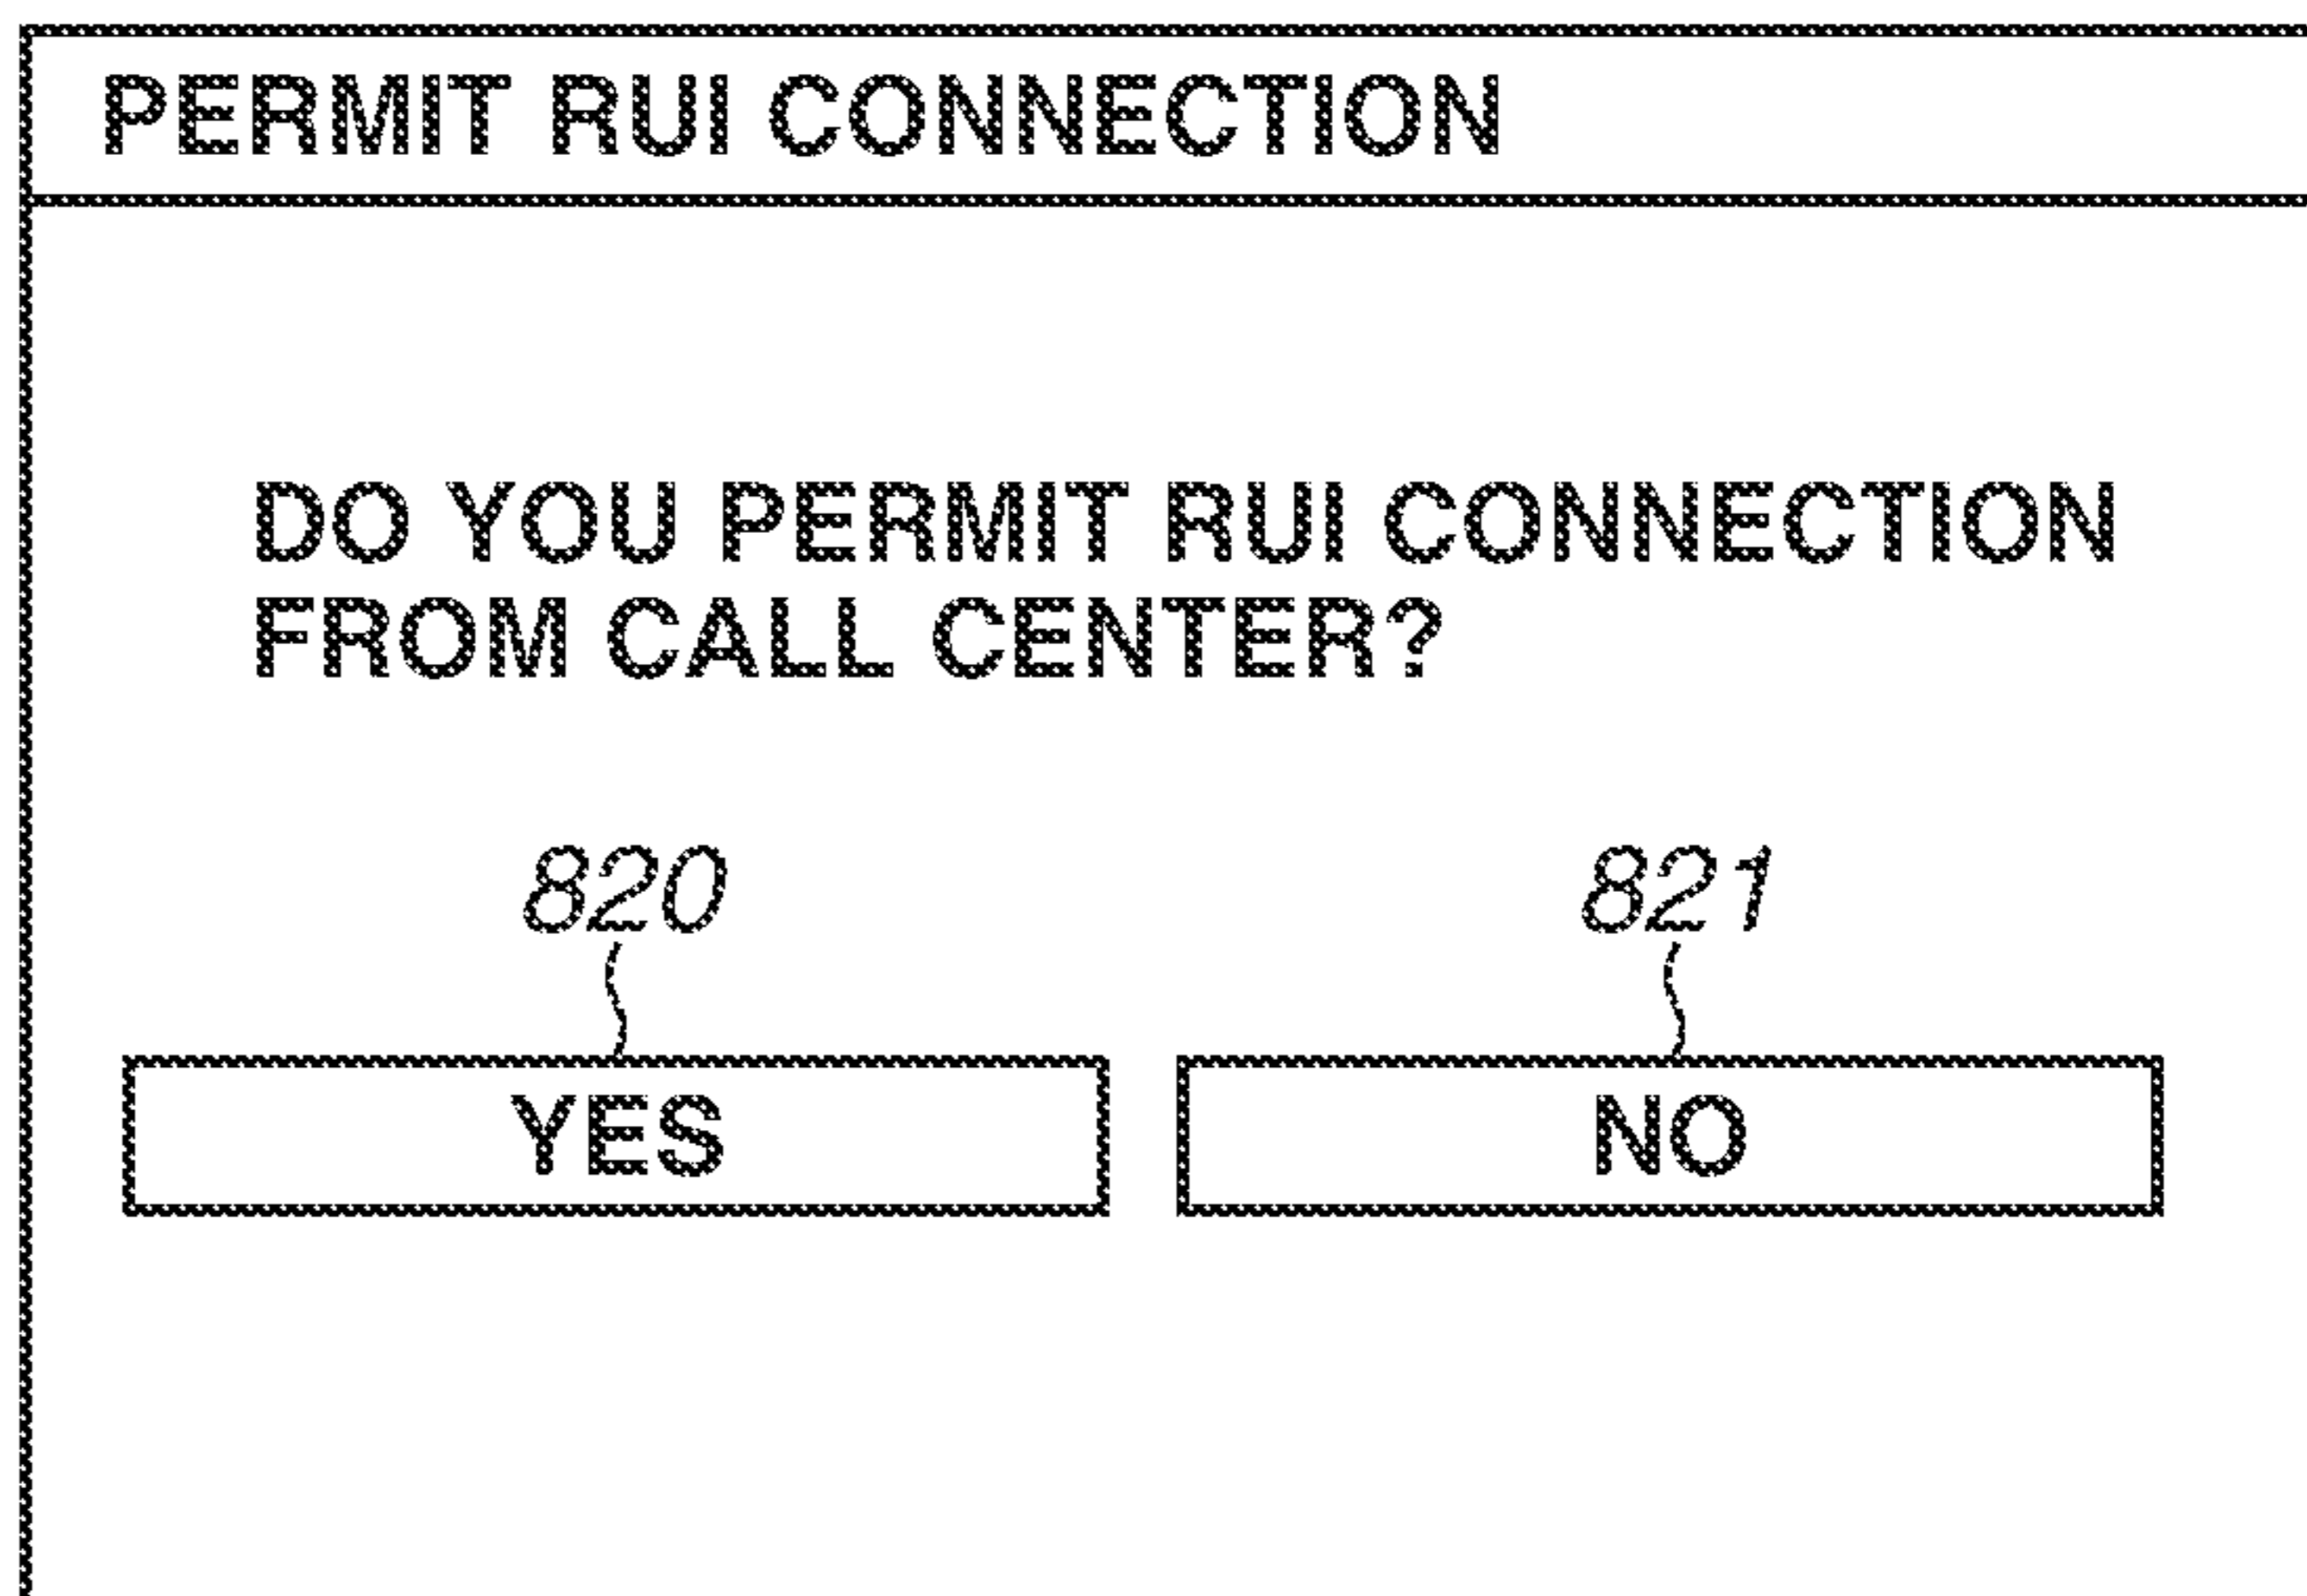 PERMIT RUI CONNECTION
DO YOU PERMIT RUI CONNECTION
FROM CALL CENTER?
820
821
YES
NO